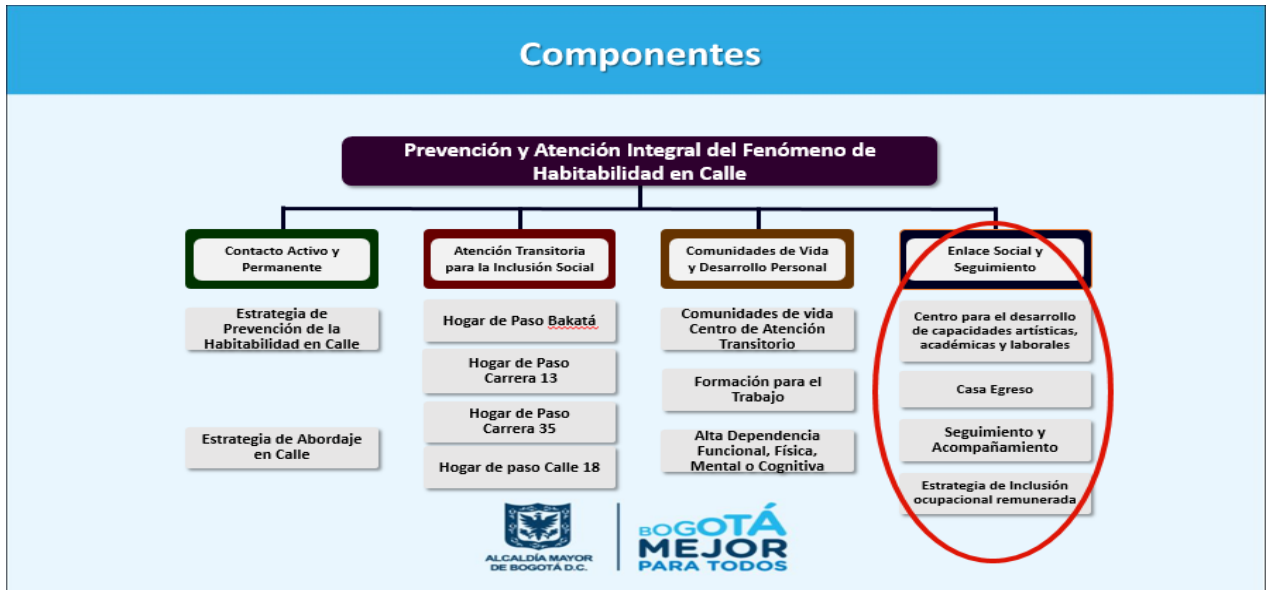 Componentes
Prevención y Atención Integral del Fenómeno de
Habitabilidad en Calle
Contacto Activo y
Permanente
Estrategia de
Prevención de la
Habitabilidad en Calle
Estrategia de Abordaje
en Calle
Atención Transitoria
para la Inclusión Social
Hogar de Paso Bakatá
Hogar de Paso
Carrera 13
Hogar de Paso
Carrera 35
Hogar de paso Calle 18
Comunidades de Vida
y Desarrollo Personal
Comunidades de vida
Centro de Atención
Transitorio
Formación para el
Trabajo
Alta Dependencia
Funcional, Física,
Mental o Cognitiva
Enlace Social y
Seguimiento
Centro para el desarrollo
de capacidades artísticas,
académicas y laborales
Casa Egreso
Seguimiento y
Acompañamiento
Estrategia de Inclusión
ocupacional remunerada
ALCALDÍA MAYOR
DE BOGOTÁ D.C.
BOGOTÁ
MEJOR
PARA TODOS